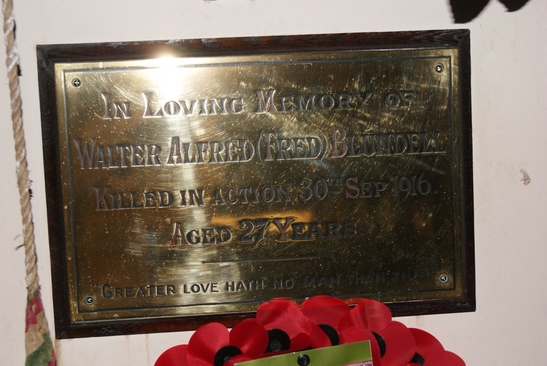 IN LOVING MEMORY OF
WALTER ALFRED (FRED) BLUNDELL
KILLED IN ACTION 30TH SEP 1916
AGED 27 YEARS
"GREATER LOVE HATH NO MAN THAN THIS"